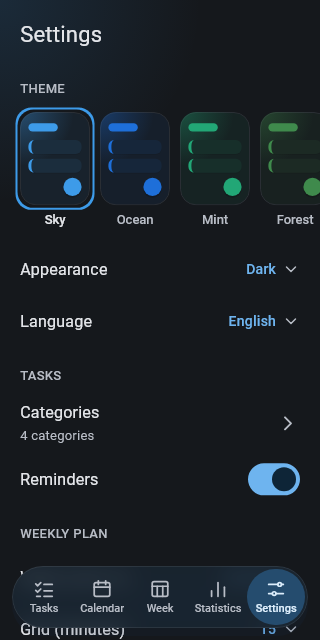 Settings
THEME
Sky
Ocean
Mint
Forest
Appearance
Dark
Language
English
TASKS
Categories
4 categories
Reminders
WEEKLY PLAN
Tasks
Calendar
Week
Statistics
Settings
Grid (minutes)
15